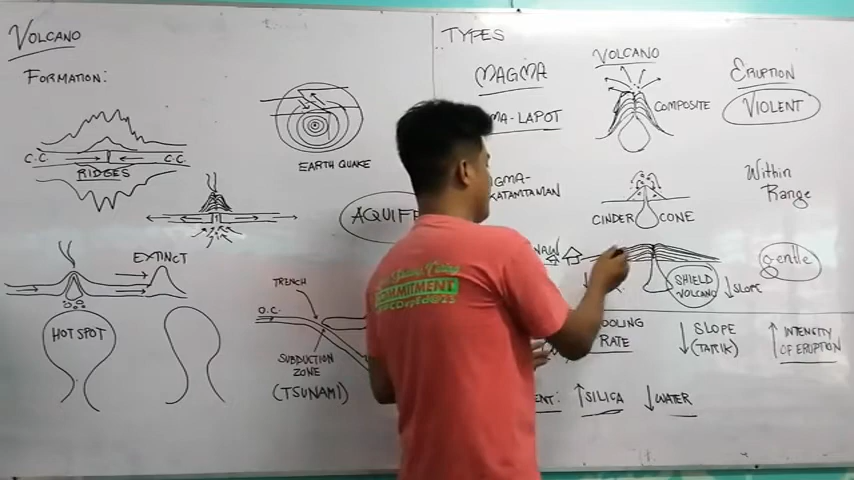 VOLCANO
FORMATION:
C.C.
C.C.
RIDGES
EARTH QUAKE
EXTINCT
HOT SPOT
TRENCH
O.C.
SUBDUCTION
ZONE
(TSUNAMI)
TYPES
MAGMA
VOLCANO
ERUPTION
MA-LAPOT
COMPOSITE
VIOLENT
KATAMTAMAN
CINDER CONE
Within
Range
SHIELD
VOLCANO
↓SLOPE
gentle
RATE
↓SLOPE
(TARIK)
↑INTENSITY
OF ERUPTION
↑SILICA
↓WATER
COMMITMENT